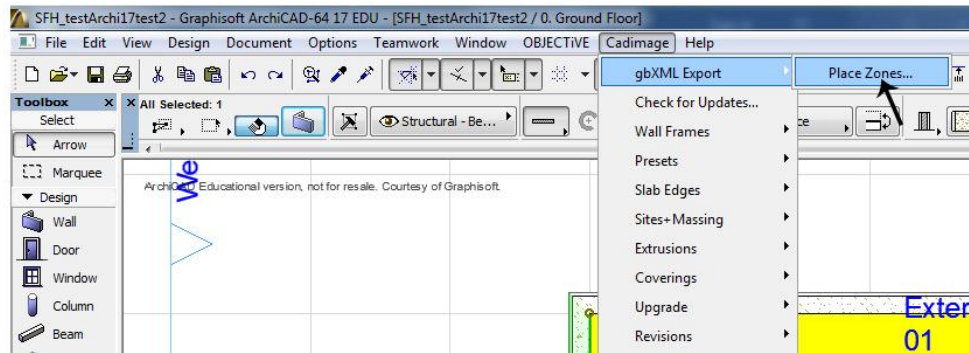 SFH_testArchi17test2 - Graphisoft ArchiCAD-64 17 EDU - [SFH_testArchi17test2 / 0. Ground Floor]
File Edit View Design Document Options Teamwork Window OBJECTiVE Cadimage Help
gbXML Export
Place Zones...
Check for Updates...
Wall Frames
Presets
Slab Edges
Sites+Massing
Extrusions
Coverings
Upgrade
Revisions
Toolbox x
Select
Arrow
Marquee
Design
Wall
Door
Window
Column
Beam
x All Selected: 1
Structural - Be...
ce
We
ArchiCAD Educational version, not for resale. Courtesy of Graphisoft.
Exter
01